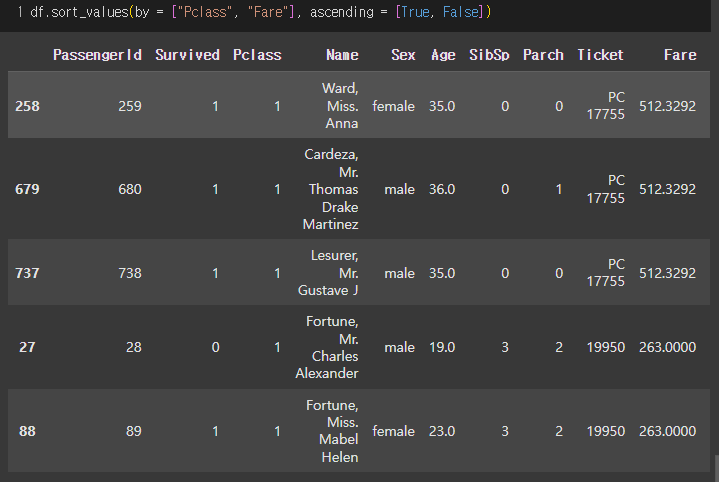 1 df.sort_values(by = ["Pclass", "Fare"], ascending = [True, False])
PassengerId Survived Pclass Name Sex Age SibSp Parch Ticket Fare
258 259 1 1 Ward, Miss. Anna female 35.0 0 0 PC 17755 512.3292
679 680 1 1 Cardeza, Mr. Thomas Drake Martinez male 36.0 0 1 PC 17755 512.3292
737 738 1 1 Lesurer, Mr. Gustave J male 35.0 0 0 PC 17755 512.3292
27 28 0 1 Fortune, Mr. Charles Alexander male 19.0 3 2 19950 263.0000
88 89 1 1 Fortune, Miss. Mabel Helen female 23.0 3 2 19950 263.0000